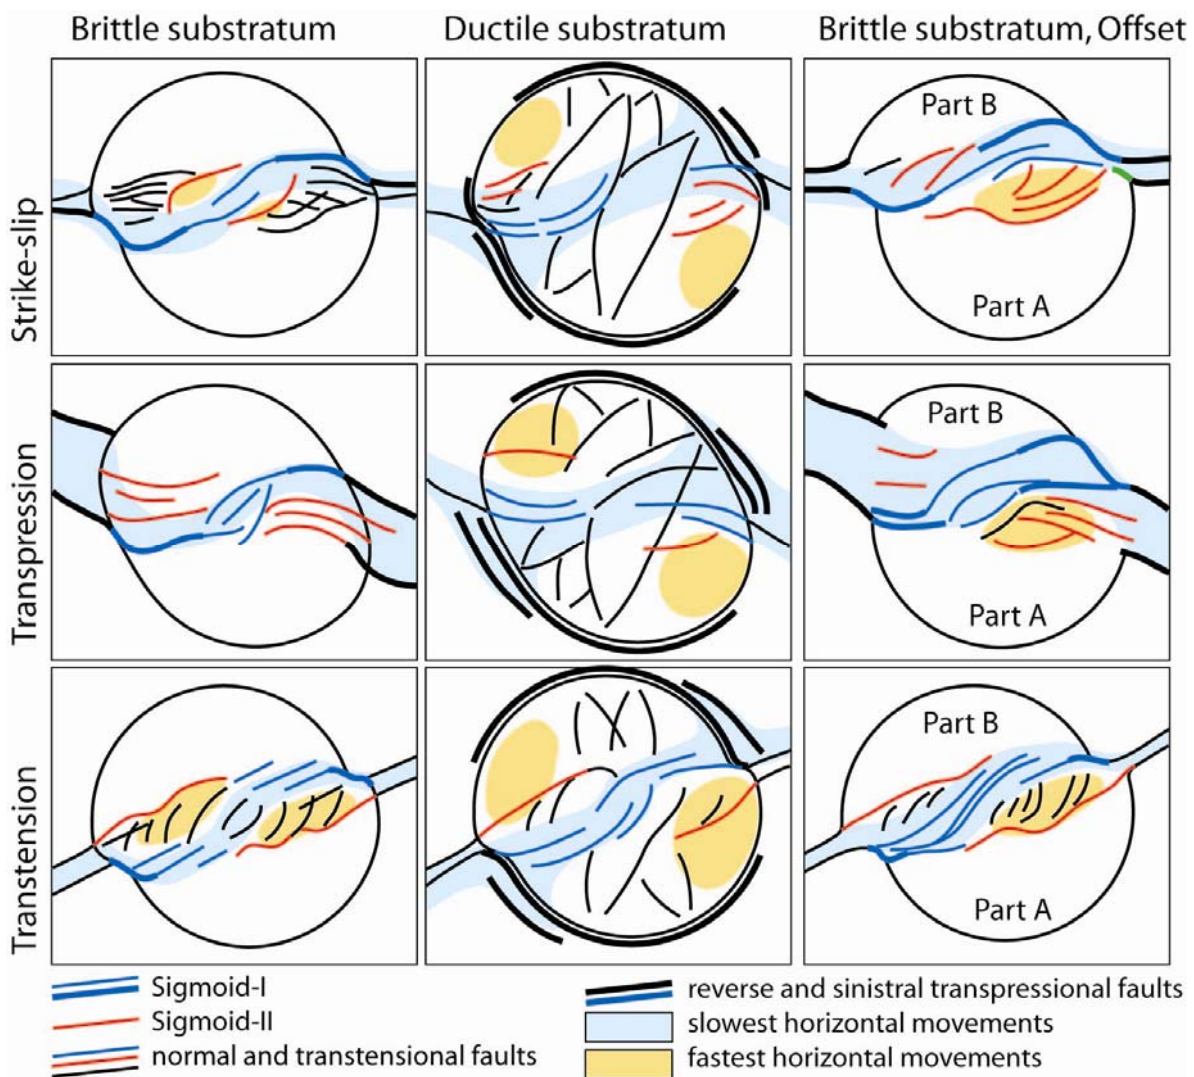 Brittle substratum
Ductile substratum
Brittle substratum, Offset
Strike-slip
Part B
Part A
Transpression
Part B
Part A
Transtension
Part B
Part A
Sigmoid-I
Sigmoid-II
normal and transtensional faults
reverse and sinistral transpressional faults
slowest horizontal movements
fastest horizontal movements